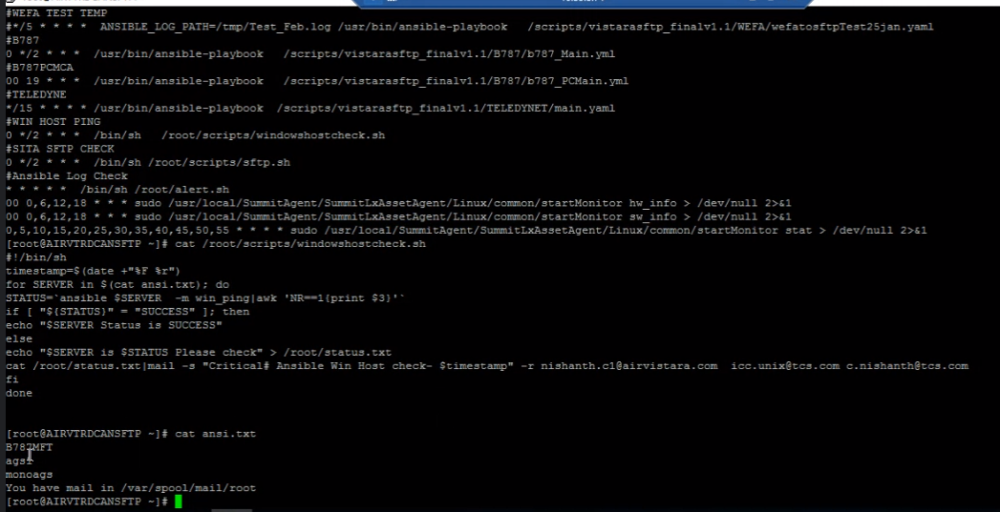 #WEFA TEST TEMP
#*/5 * * * *  ANSIBLE_LOG_PATH=/tmp/Test_Feb.log /usr/bin/ansible-playbook   /scripts/vistarasftp_finalv1.1/WEFA/wefatosftpTest25jan.yaml
#B787
0 */2 * * *  /usr/bin/ansible-playbook   /scripts/vistarasftp_finalv1.1/B787/b787_Main.yml
#B787PCMCA
00 19 * * *  /usr/bin/ansible-playbook   /scripts/vistarasftp_finalv1.1/B787/b787_PCMain.yml
#TELEDYNE
*/15 * * * * /usr/bin/ansible-playbook  /scripts/vistarasftp_finalv1.1/TELEDYNET/main.yaml
#WIN HOST PING
0 */2 * * *  /bin/sh   /root/scripts/windowshostcheck.sh
#SITA SFTP CHECK
0 */2 * * *  /bin/sh /root/scripts/sftp.sh
#Ansible Log Check
* * * * *  /bin/sh /root/alert.sh
00 0,6,12,18 * * * sudo /usr/local/SummitAgent/SummitLxAssetAgent/Linux/common/startMonitor hw_info > /dev/null 2>&1
00 0,6,12,18 * * * sudo /usr/local/SummitAgent/SummitLxAssetAgent/Linux/common/startMonitor sw_info > /dev/null 2>&1
0,5,10,15,20,25,30,35,40,45,50,55 * * * * sudo /usr/local/SummitAgent/SummitLxAssetAgent/Linux/common/startMonitor stat > /dev/null 2>&1
[root@AIRVTRDCANSFTP ~]# cat /root/scripts/windowshostcheck.sh
#!/bin/sh
timestamp=$(date +"%F %r")
for SERVER in $(cat ansi.txt); do
STATUS=`ansible $SERVER  -m win_ping|awk 'NR==1{print $3}'`
if [ "${STATUS}" = "SUCCESS" ]; then
echo "$SERVER Status is SUCCESS"
else
echo "$SERVER is $STATUS Please check" > /root/status.txt
cat /root/status.txt|mail -s "Critical# Ansible Win Host check- $timestamp" -r nishanth.c1@airvistara.com  icc.unix@tcs.com c.nishanth@tcs.com
fi
done
[root@AIRVTRDCANSFTP ~]# cat ansi.txt
B787MFT
ags
monoags
You have mail in /var/spool/mail/root
[root@AIRVTRDCANSFTP ~]#